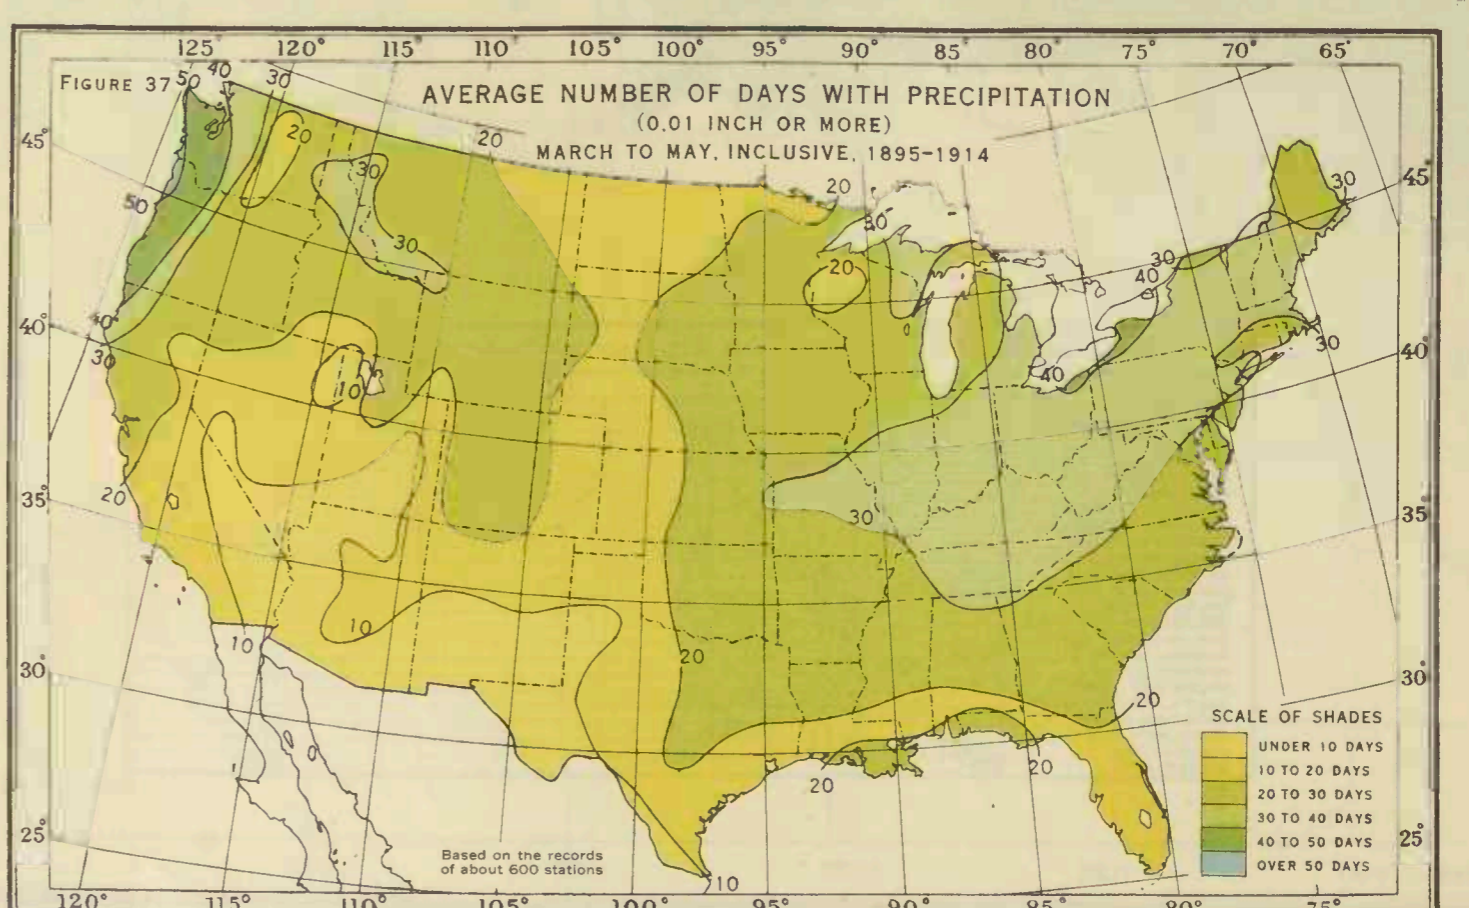 125° 120° 115° 110° 105° 100° 95° 90° 85° 80° 75° 70° 65°
FIGURE 37
AVERAGE NUMBER OF DAYS WITH PRECIPITATION
(0.01 INCH OR MORE)
MARCH TO MAY, INCLUSIVE, 1895-1914
50 40 30
20 20 20
30 30
45° 45°
50 30 30
30 20 30
40
40° 40 30 40 30 40°
10
35° 20 30 35°
10
10 20
30° 20 30°
20 20
SCALE OF SHADES
UNDER 10 DAYS
10 TO 20 DAYS
20 TO 30 DAYS
30 TO 40 DAYS
40 TO 50 DAYS
OVER 50 DAYS
25° 25°
Based on the records
of about 600 stations
10
120° 115° 110° 105° 100° 95° 90° 85° 80° 75°